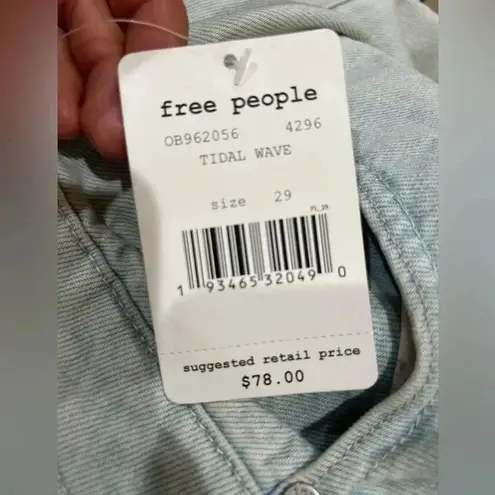 free people
OB962056 4296
TIDAL WAVE
size 29
1 93465 32049 0
suggested retail price
$78.00